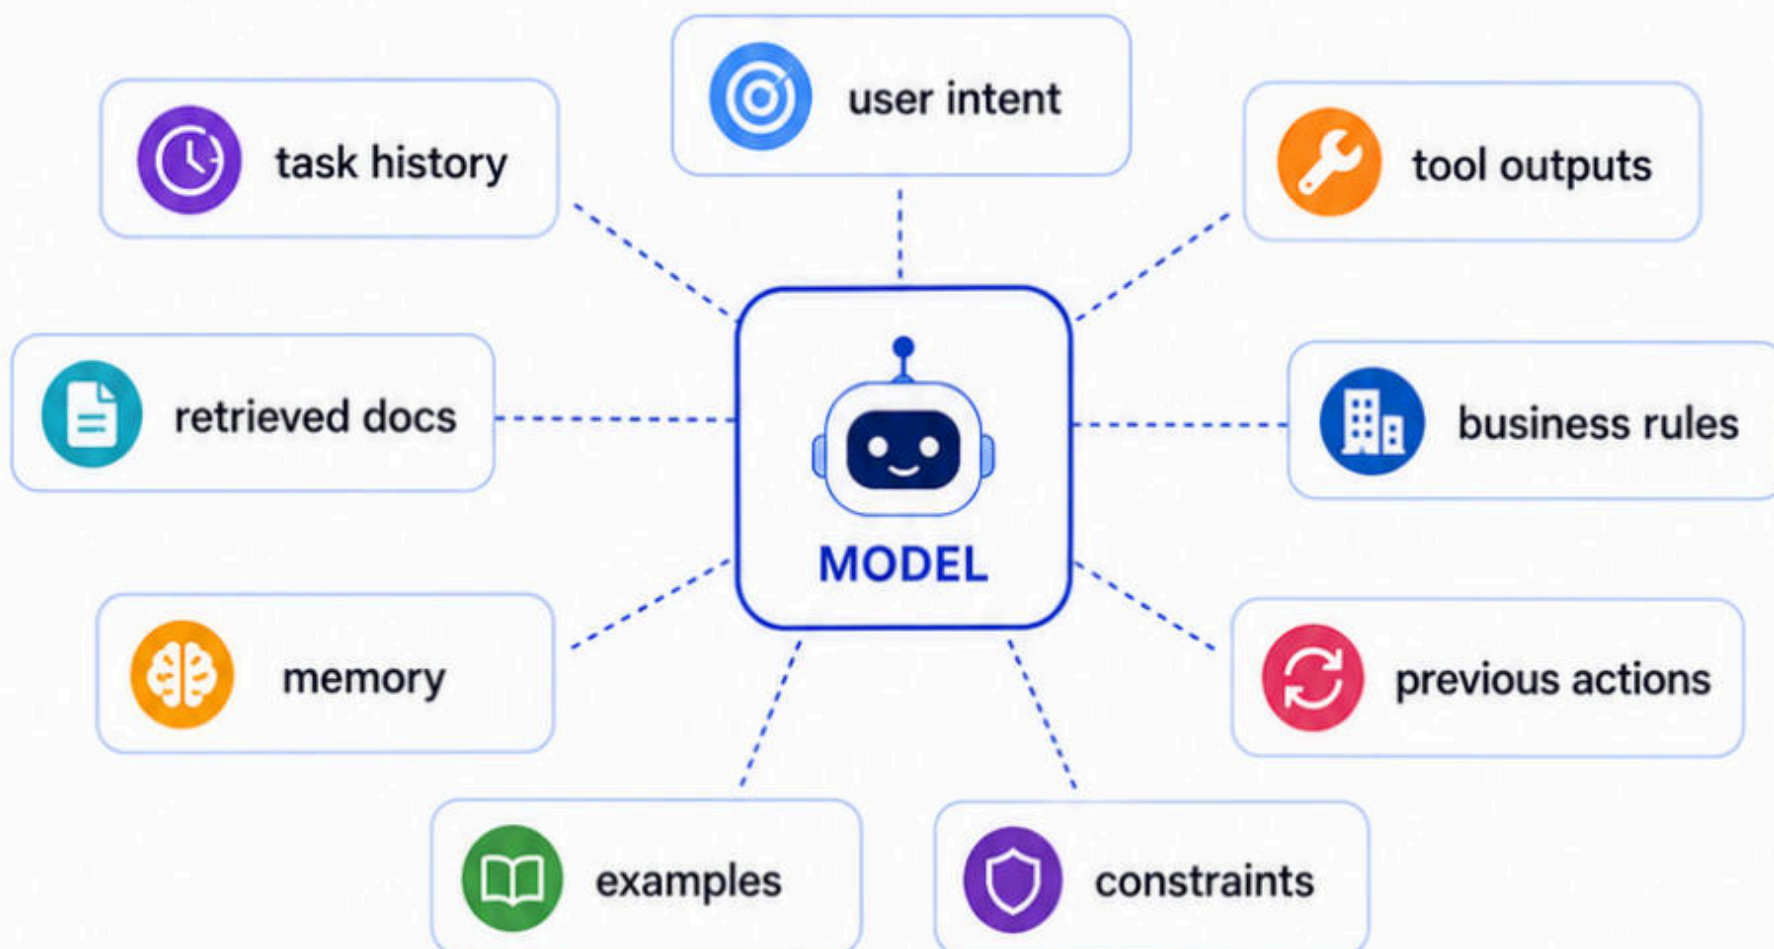 user intent
task history
tool outputs
retrieved docs
business rules
MODEL
memory
previous actions
examples
constraints